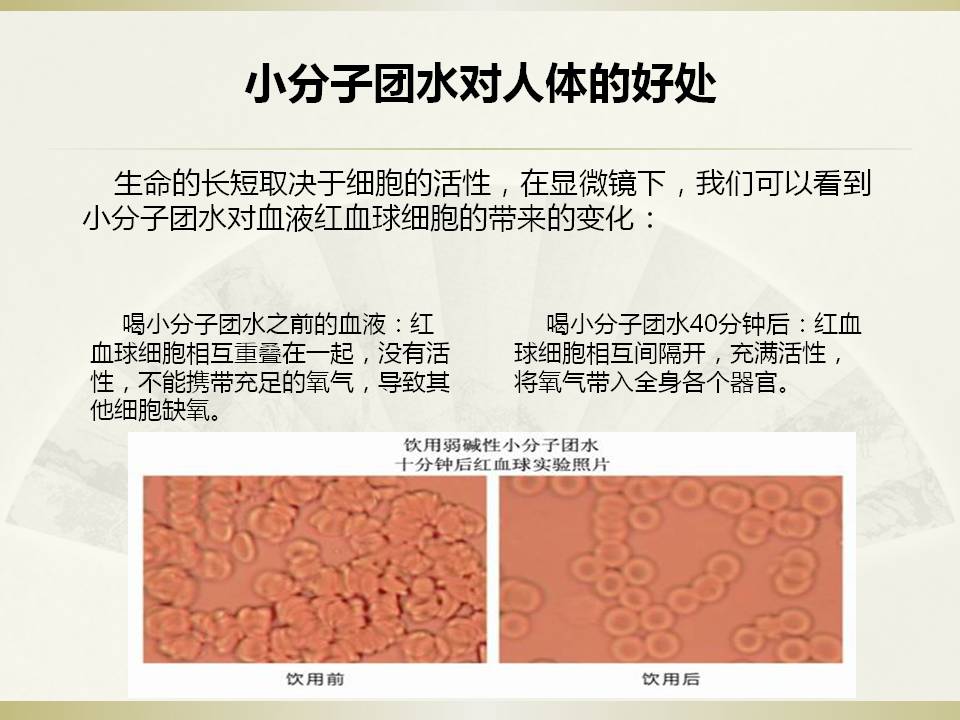 小分子团水对人体的好处
生命的长短取决于细胞的活性，在显微镜下，我们可以看到
小分子团水对血液红血球细胞的带来的变化：
喝小分子团水之前的血液：红
血球细胞相互重叠在一起，没有活
性，不能携带充足的氧气，导致其
他细胞缺氧。
喝小分子团水40分钟后：红血
球细胞相互间隔开，充满活性，
将氧气带入全身各个器官。
饮用弱碱性小分子团水
十分钟后红血球实验照片
饮用前
饮用后